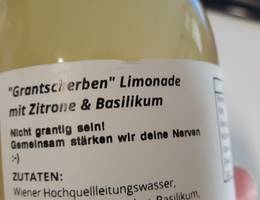 "Grantscherben" Limonade
mit Zitrone & Basilikum
Nicht grantig sein!
Gemeinsam stärken wir deine Nerven
:-)
ZUTATEN:
Wiener Hochquellleitungswasser,
Basilikum,